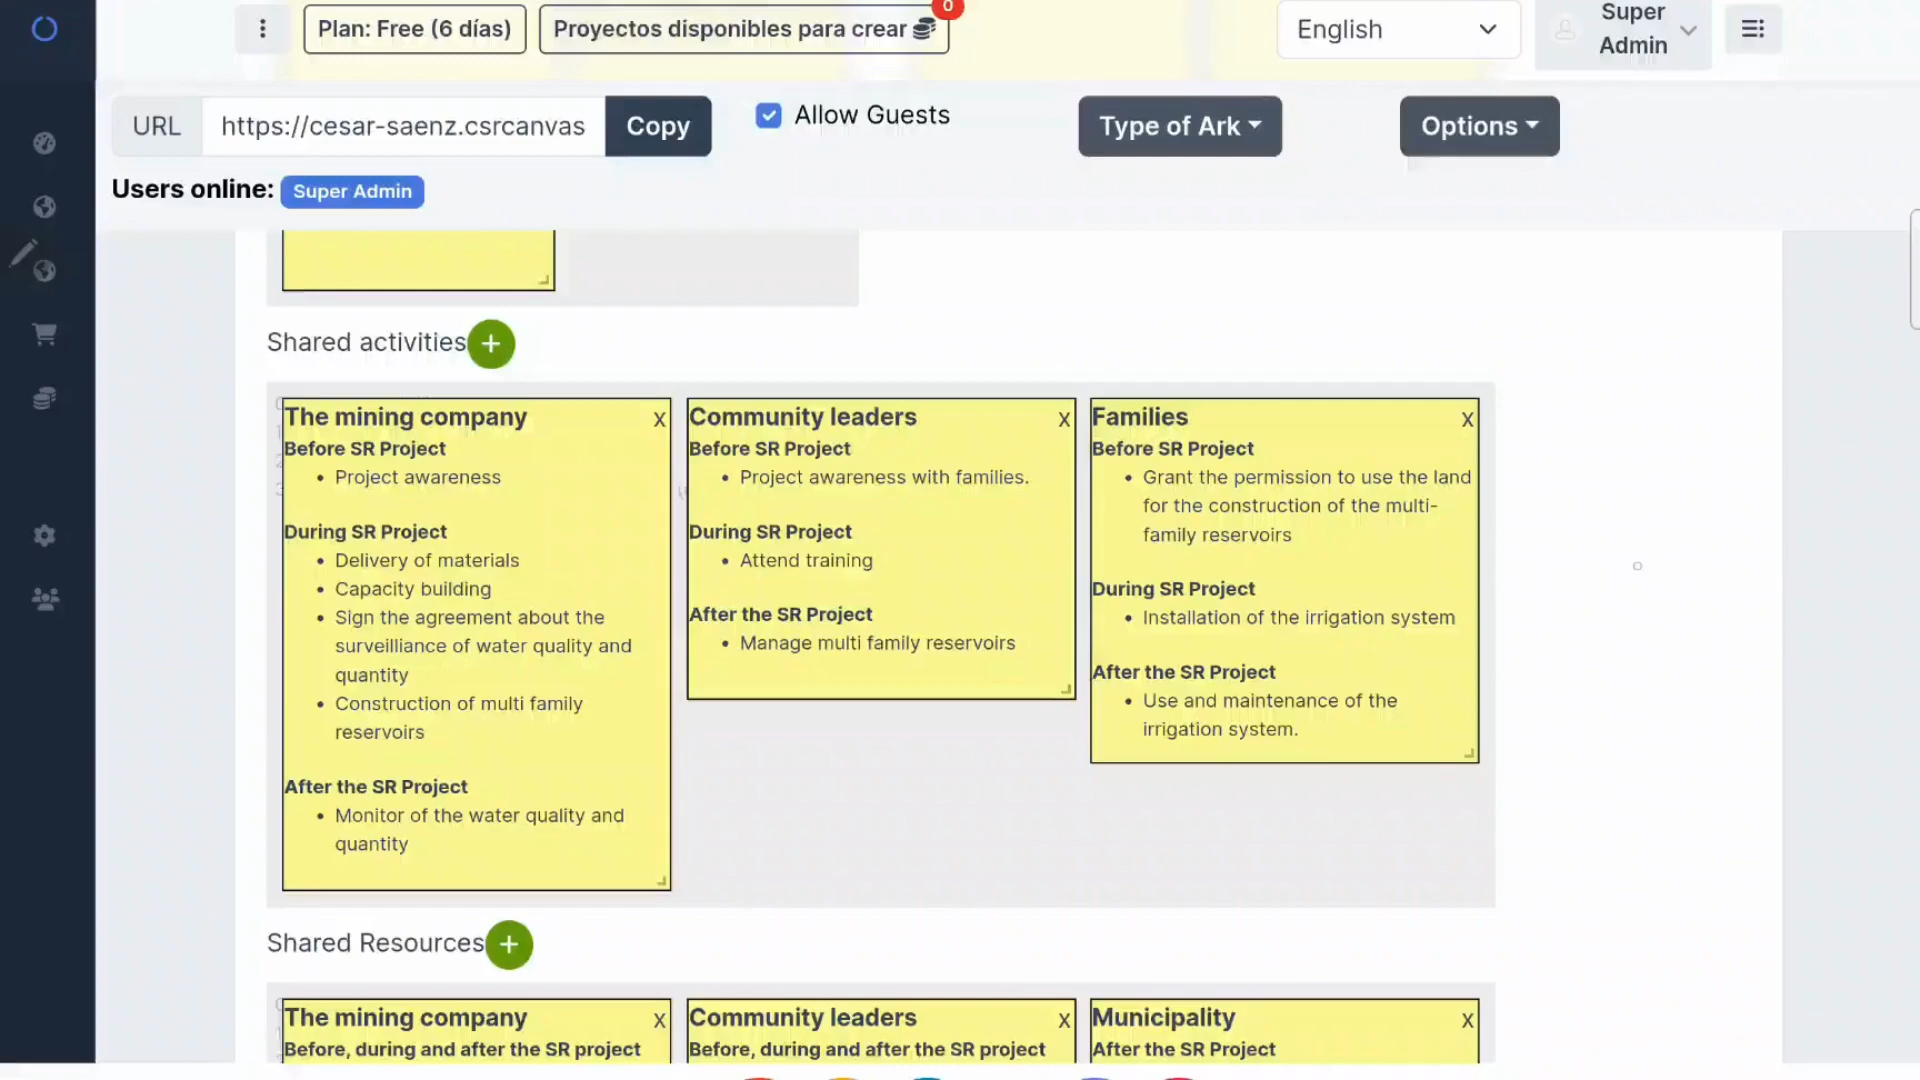 Plan: Free (6 días)
Proyectos disponibles para crear
0
English
Super
Admin
URL
https://cesar-saenz.csrcanvas
Copy
Allow Guests
Type of Ark
Options
Users online:
Super Admin
Shared activities
+
The mining company
X
Before SR Project
• Project awareness
During SR Project
• Delivery of materials
• Capacity building
• Sign the agreement about the
surveilliance of water quality and
quantity
• Construction of multi family
reservoirs
After the SR Project
• Monitor of the water quality and
quantity
Community leaders
X
Before SR Project
• Project awareness with families.
During SR Project
• Attend training
After the SR Project
• Manage multi family reservoirs
Families
X
Before SR Project
• Grant the permission to use the land
for the construction of the multi-
family reservoirs
During SR Project
• Installation of the irrigation system
After the SR Project
• Use and maintenance of the
irrigation system.
Shared Resources
+
The mining company
X
Before, during and after the SR project
Community leaders
X
Before, during and after the SR project
Municipality
X
After the SR Project